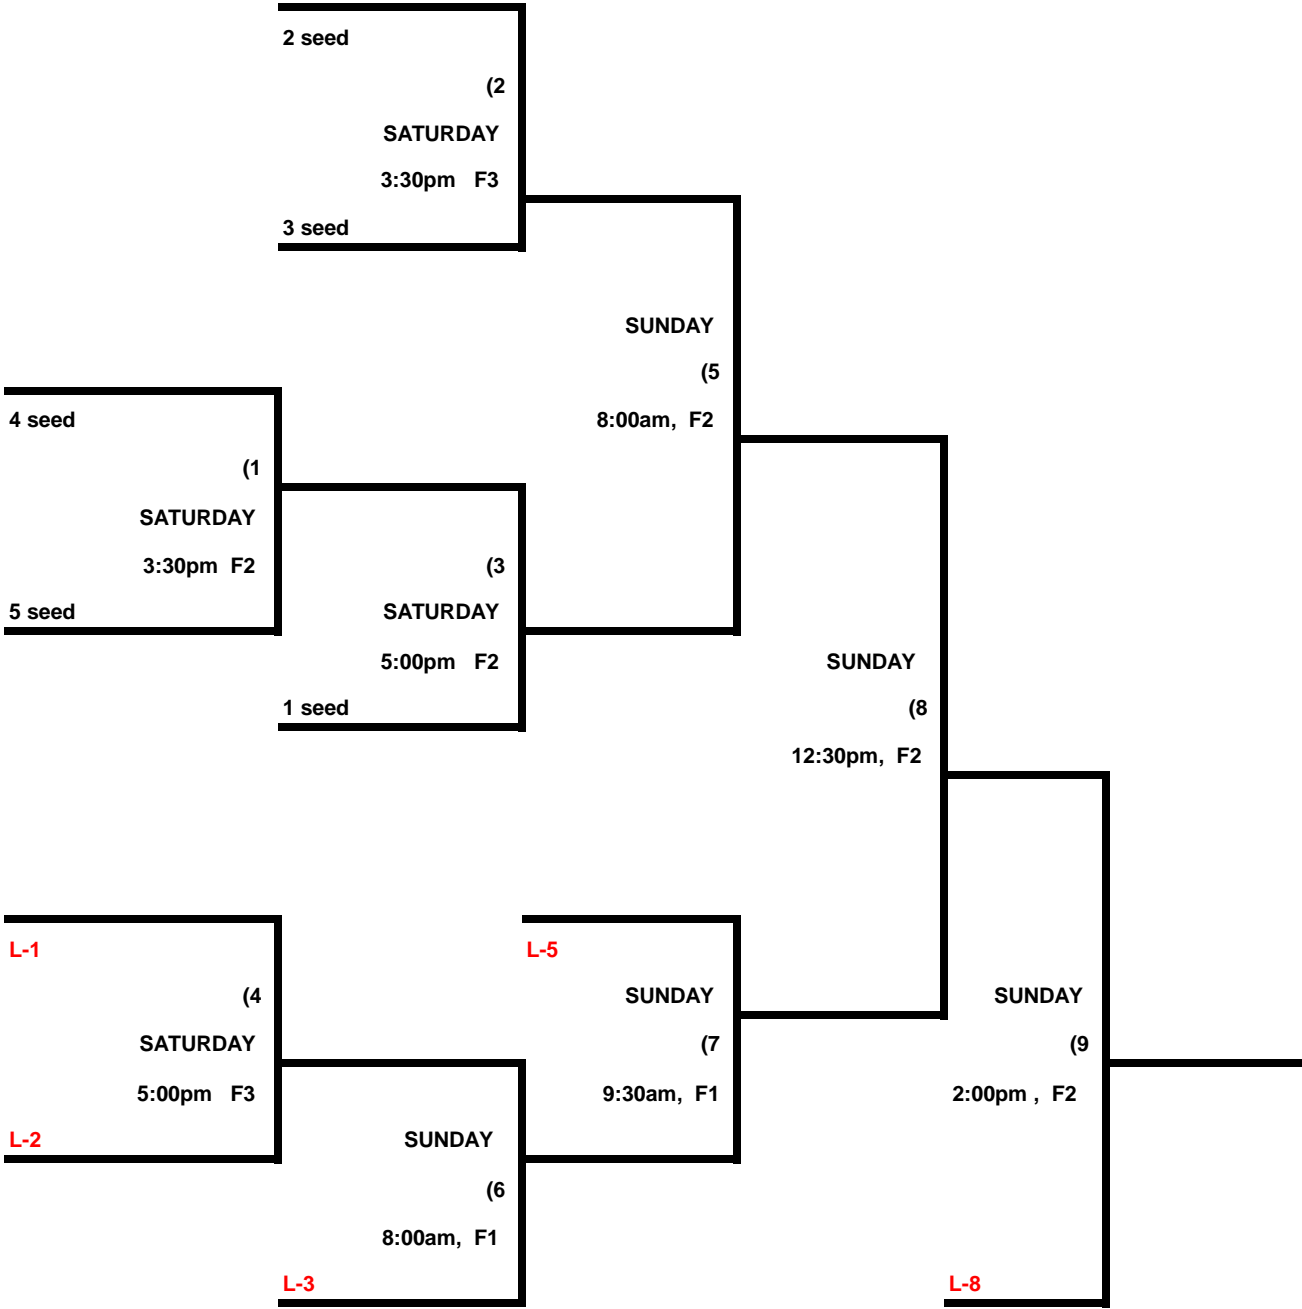 2 seed
(2
SATURDAY
3:30pm F3
3 seed
SUNDAY
(5
8:00am, F2
4 seed
(1
SATURDAY
3:30pm F2
5 seed
(3
SATURDAY
5:00pm F2
1 seed
SUNDAY
(8
12:30pm, F2
L-1
(4
SATURDAY
5:00pm F3
L-2
L-5
SUNDAY
(7
9:30am, F1
SUNDAY
(9
2:00pm , F2
SUNDAY
(6
8:00am, F1
L-3
L-8